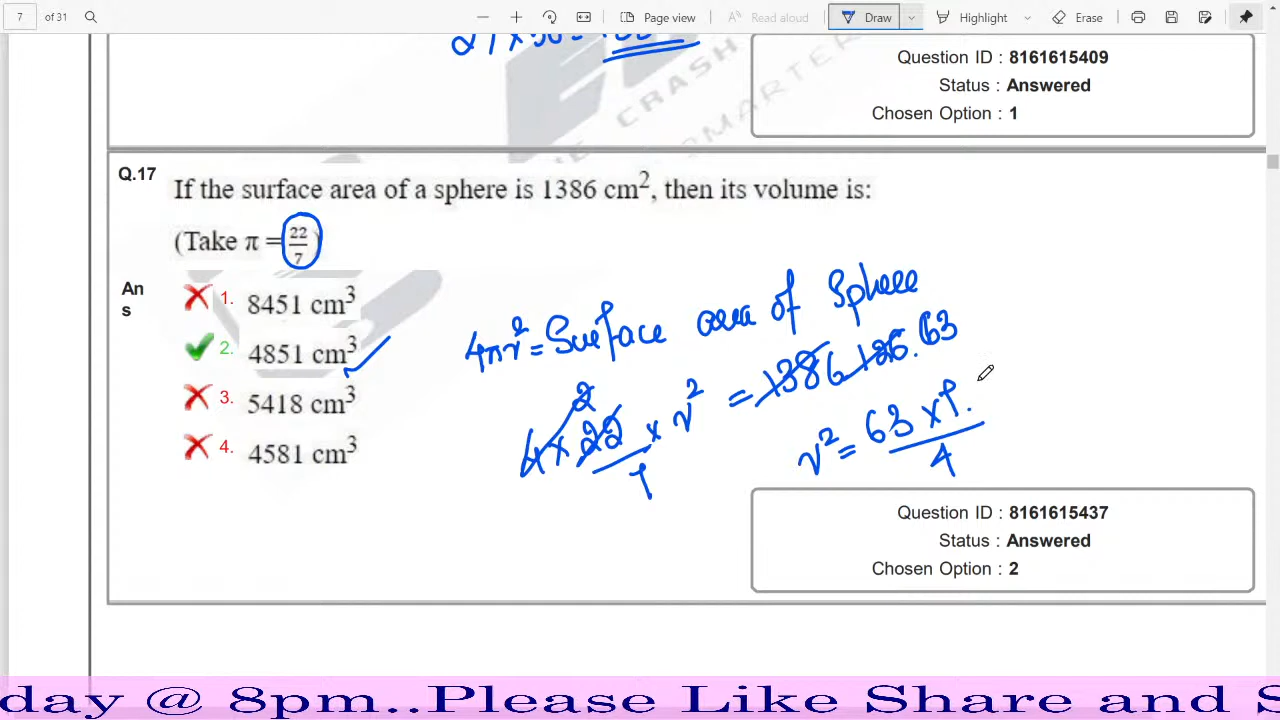 7 of 31 Page view Read aloud Draw Highlight Erase
Question ID : 8161615409
Status : Answered
Chosen Option : 1
CRASH
Q.17 If the surface area of a sphere is 1386 cm², then its volume is:
(Take π = 22/7)
Ans
1. 8451 cm³
2. 4851 cm³
3. 5418 cm³
4. 4581 cm³
4πr² = Surface area of Sphere
4 × 22/7 × r² = 1386 126. 63
2
r² = 63 × 7. / 4
Question ID : 8161615437
Status : Answered
Chosen Option : 2
day @ 8pm..Please Like Share and S